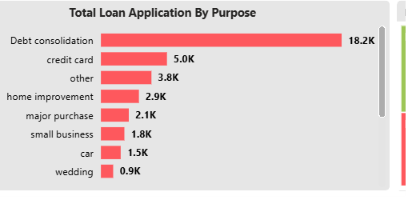 Total Loan Application By Purpose
Debt consolidation 18.2K
credit card 5.0K
other 3.8K
home improvement 2.9K
major purchase 2.1K
small business 1.8K
car 1.5K
wedding 0.9K